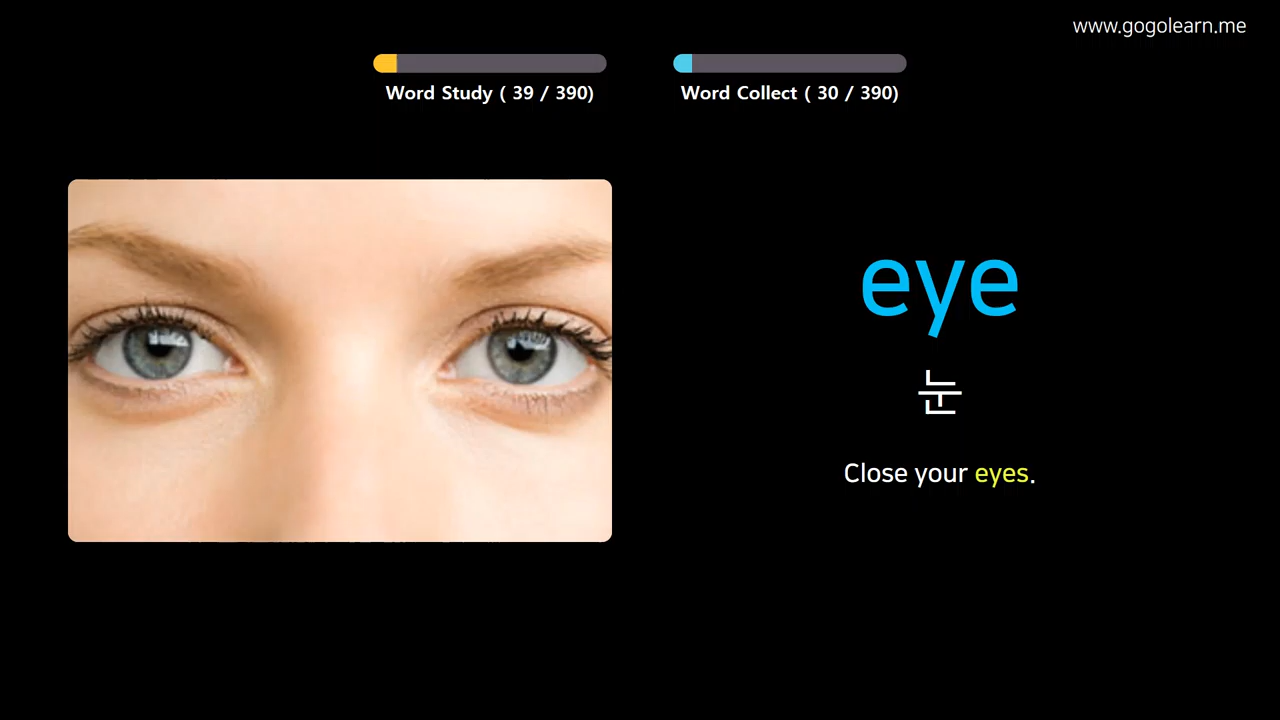 www.gogolearn.me
Word Study ( 39 / 390)
Word Collect ( 30 / 390)
eye
눈
Close your eyes.